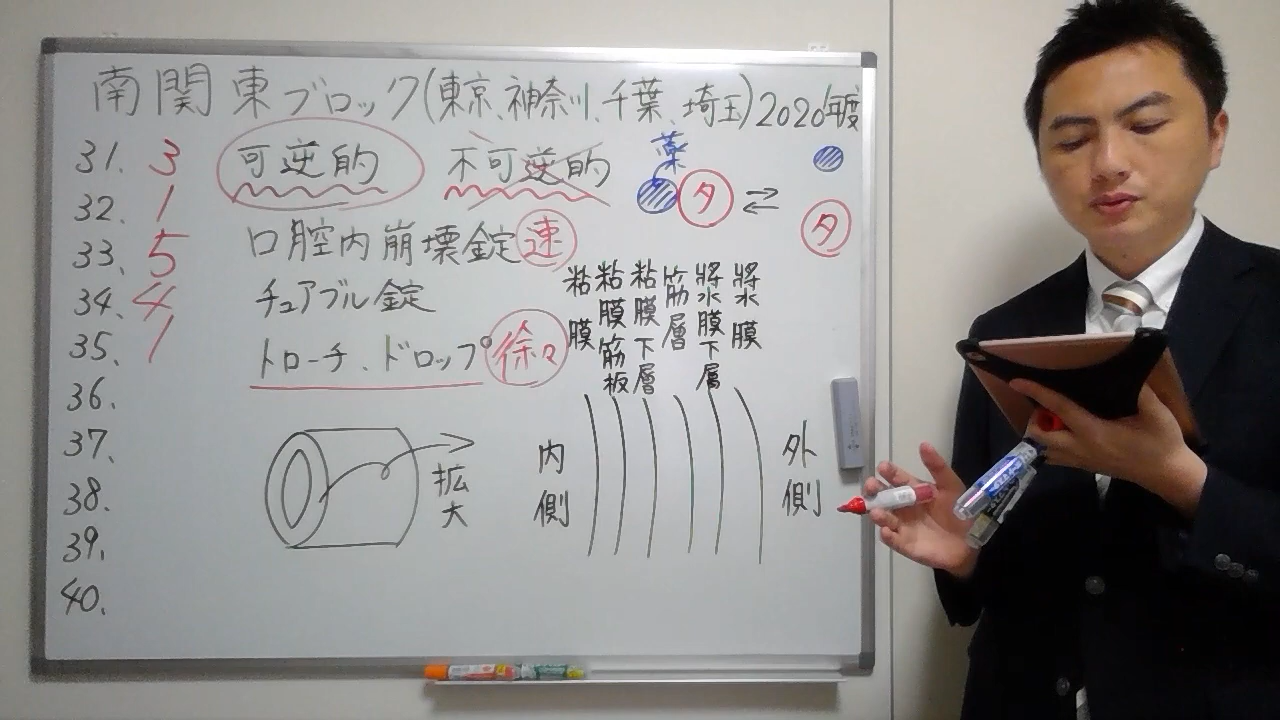 南関東ブロック(東京、神奈川、千葉、埼玉)2020年度
31. 3 可逆的 不可逆的 薬 タ ⇄ タ
32. 1
33. 5 口腔内崩壊錠 速
34. 4 チュアブル錠
35. 1 トローチ、ドロップ 徐々
粘膜
粘膜筋板
粘膜下層
筋層
漿膜下層
漿膜
36.
37. 拡大 内側 外側
38.
39.
40.